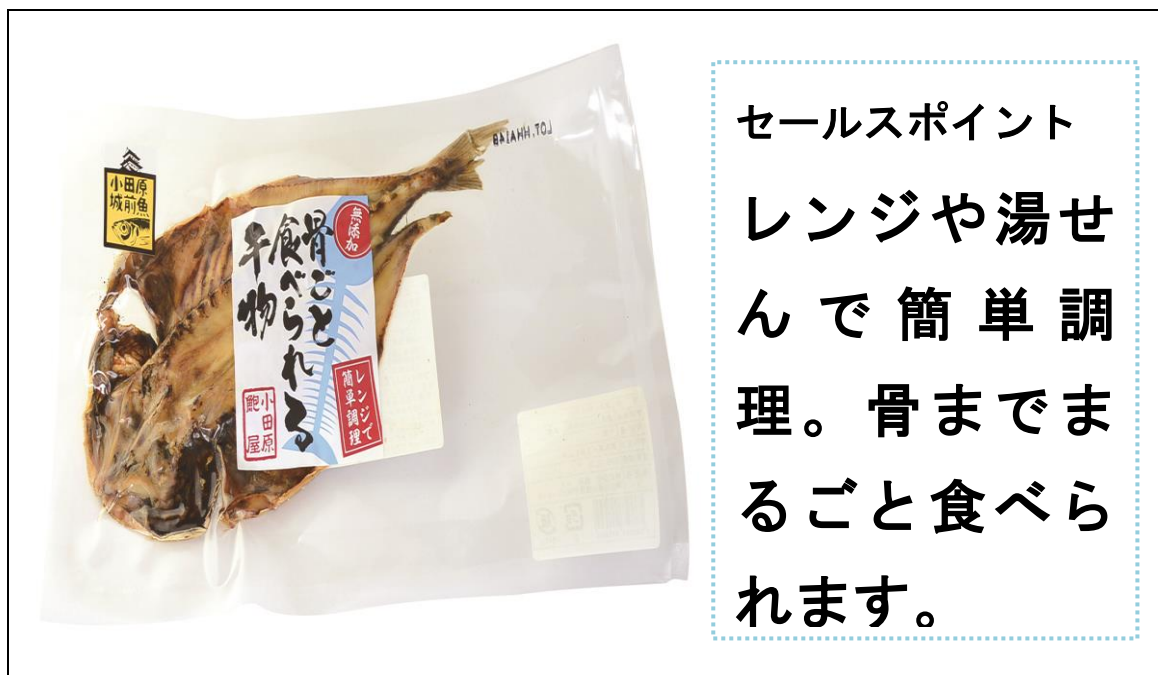 小田原
城前魚
無添加
骨ごと
食べられる
干物
レンジで
簡単調理
小田原
鮑屋
セールスポイント
レンジや湯せ
んで簡単調
理。骨までま
るごと食べら
れます。